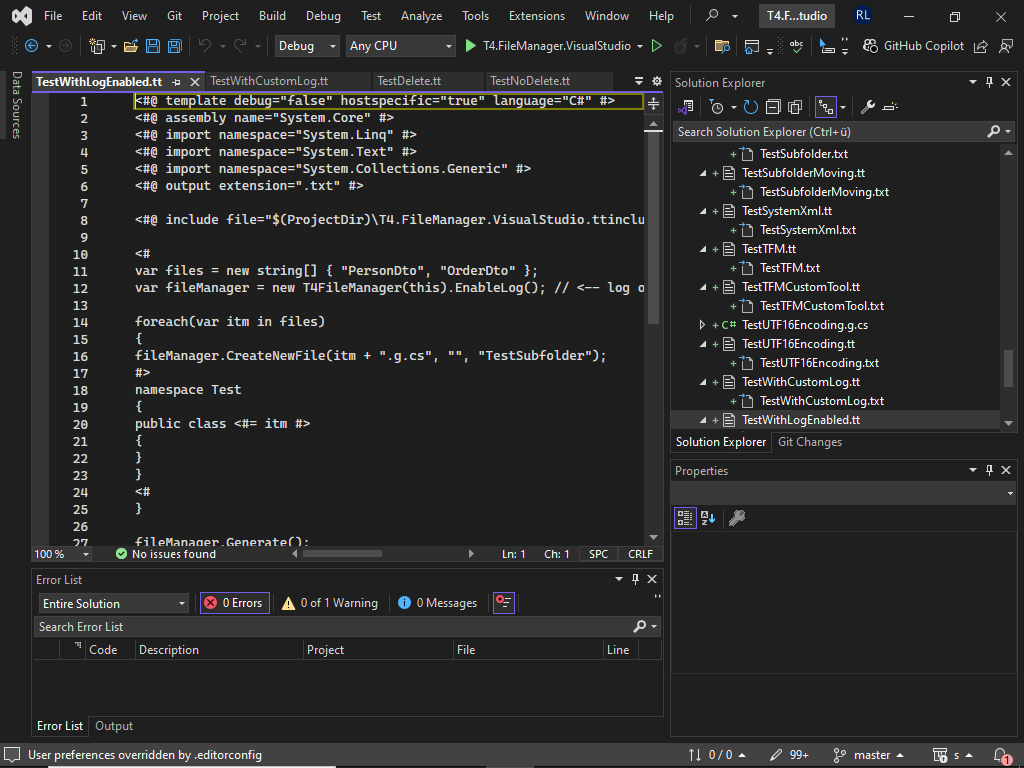 File Edit View Git Project Build Debug Test Analyze Tools Extensions Window Help T4.F...tudio RL
Debug Any CPU T4.FileManager.VisualStudio abc GitHub Copilot
Data Sources
TestWithLogEnabled.tt TestWithCustomLog.tt TestDelete.tt TestNoDelete.tt
1 <#@ template debug="false" hostspecific="true" language="C#" #>
2 <#@ assembly name="System.Core" #>
3 <#@ import namespace="System.Linq" #>
4 <#@ import namespace="System.Text" #>
5 <#@ import namespace="System.Collections.Generic" #>
6 <#@ output extension=".txt" #>
7
8 <#@ include file="$(ProjectDir)\T4.FileManager.VisualStudio.ttinclu
9
10 <#
11 var files = new string[] { "PersonDto", "OrderDto" };
12 var fileManager = new T4FileManager(this).EnableLog(); // <-- log o
13
14 foreach(var itm in files)
15 {
16 fileManager.CreateNewFile(itm + ".g.cs", "", "TestSubfolder");
17 #>
18 namespace Test
19 {
20 public class <#= itm #>
21 {
22 }
23 }
24 <#
25 }
26
27 fileManager.Generate();
100 % No issues found Ln: 1 Ch: 1 SPC CRLF
Error List
Entire Solution 0 Errors 0 of 1 Warning 0 Messages
Search Error List
Code Description Project File Line
Error List Output
Solution Explorer
Search Solution Explorer (Ctrl+ü)
TestSubfolder.txt
TestSubfolderMoving.tt
TestSubfolderMoving.txt
TestSystemXml.tt
TestSystemXml.txt
TestTFM.tt
TestTFM.txt
TestTFMCustomTool.tt
TestTFMCustomTool.txt
C# TestUTF16Encoding.g.cs
TestUTF16Encoding.tt
TestUTF16Encoding.txt
TestWithCustomLog.tt
TestWithCustomLog.txt
TestWithLogEnabled.tt
Solution Explorer Git Changes
Properties
User preferences overridden by .editorconfig 0 / 0 99+ master s 1